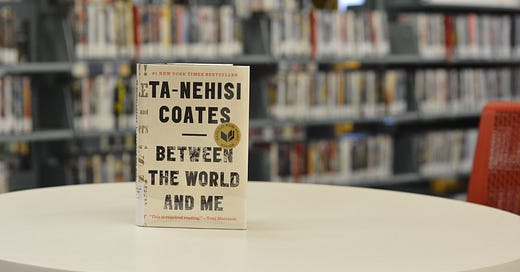 #1 NEW YORK TIMES BESTSELLER
TA-NEHISI
COATES
BETWEEN
THE WORLD
AND ME
"This is required reading." —Toni Morrison